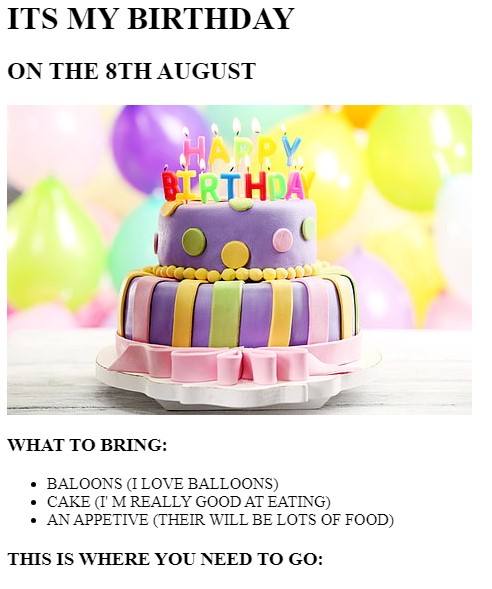 ITS MY BIRTHDAY
ON THE 8TH AUGUST
HAPPY
BIRTHDAY
WHAT TO BRING:
BALOONS (I LOVE BALLOONS)
CAKE (I' M REALLY GOOD AT EATING)
AN APPETIVE (THEIR WILL BE LOTS OF FOOD)
THIS IS WHERE YOU NEED TO GO: